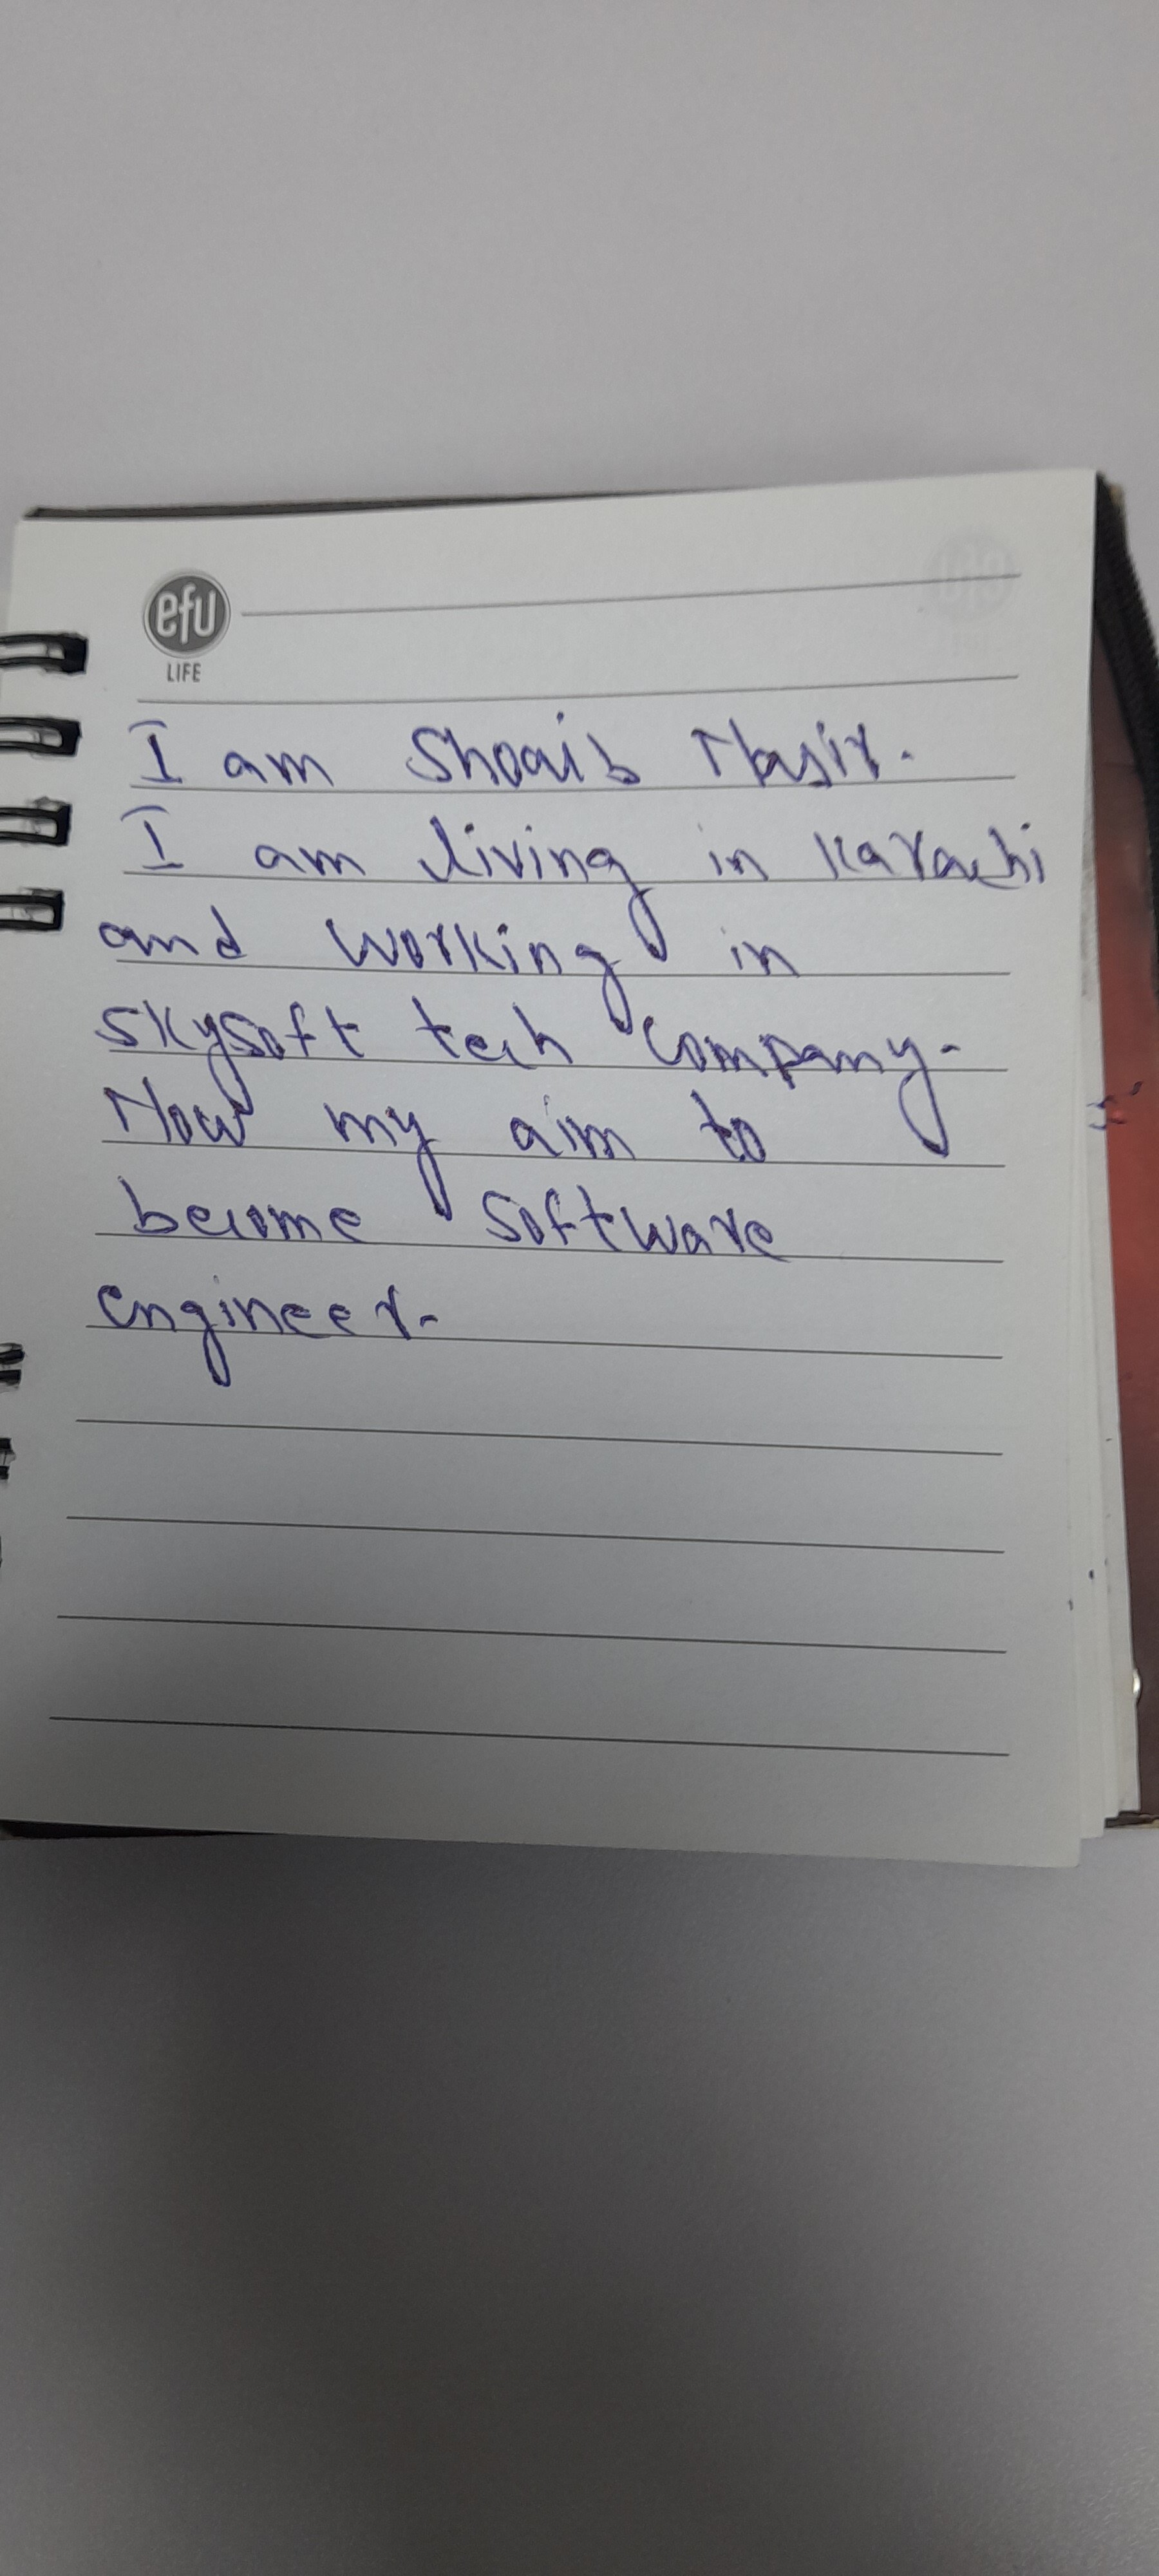 efu
LIFE
I am Shoaib Nasir.
I am living in Karachi
and working in
skysoft tech company.
Now my aim to
become software
engineer.